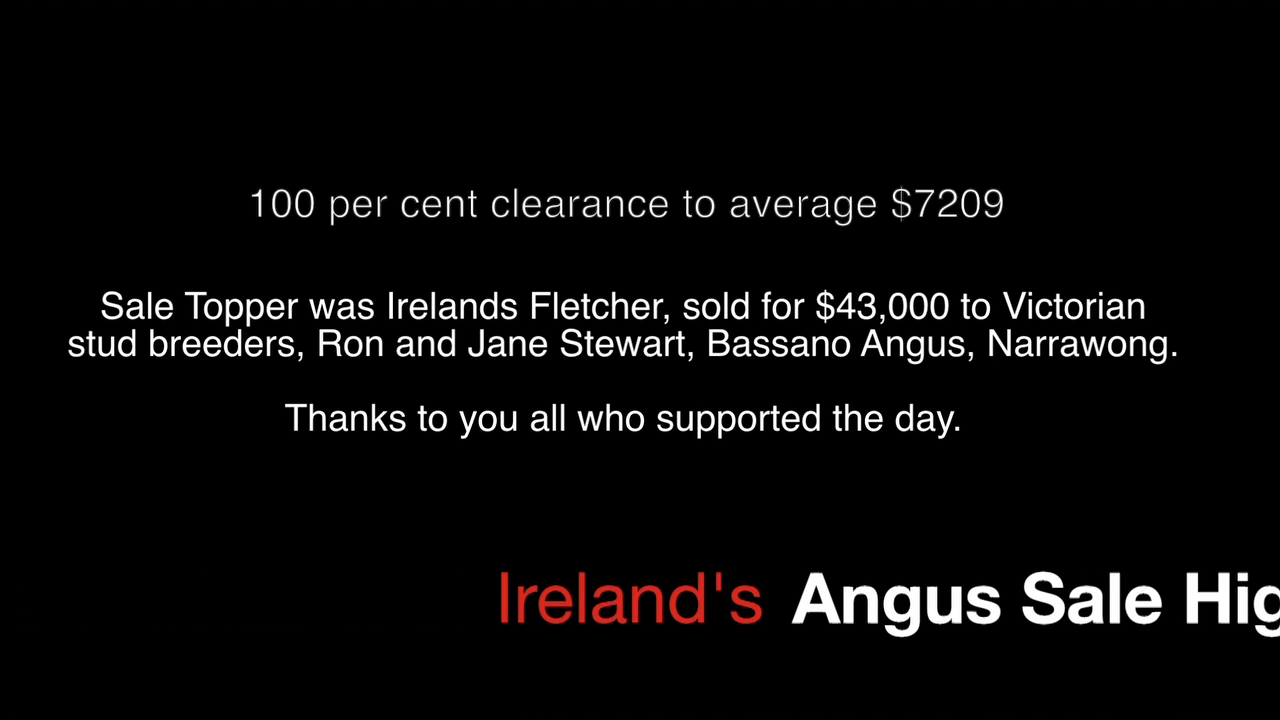 100 per cent clearance to average $7209
Sale Topper was Irelands Fletcher, sold for $43,000 to Victorian
stud breeders, Ron and Jane Stewart, Bassano Angus, Narrawong.
Thanks to you all who supported the day.
Ireland's Angus Sale